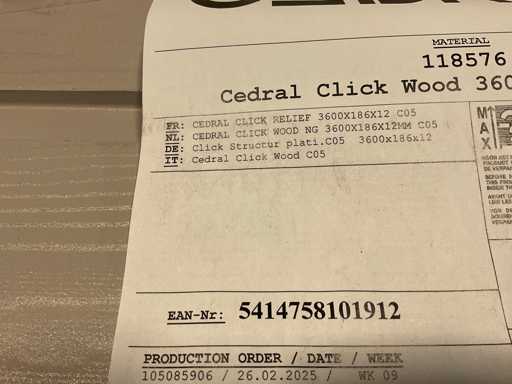 MATERIAL
118576
Cedral Click Wood 360
FR: CEDRAL CLICK RELIEF 3600X186X12 C05
NL: CEDRAL CLICK WOOD NG 3600X186X12MM C05
DE: Click Structur plati.C05 3600x186x12
IT: Cedral Click Wood C05
MAX
EAN-Nr: 5414758101912
PRODUCTION ORDER / DATE / WEEK
105085906 / 26.02.2025 / WK 09